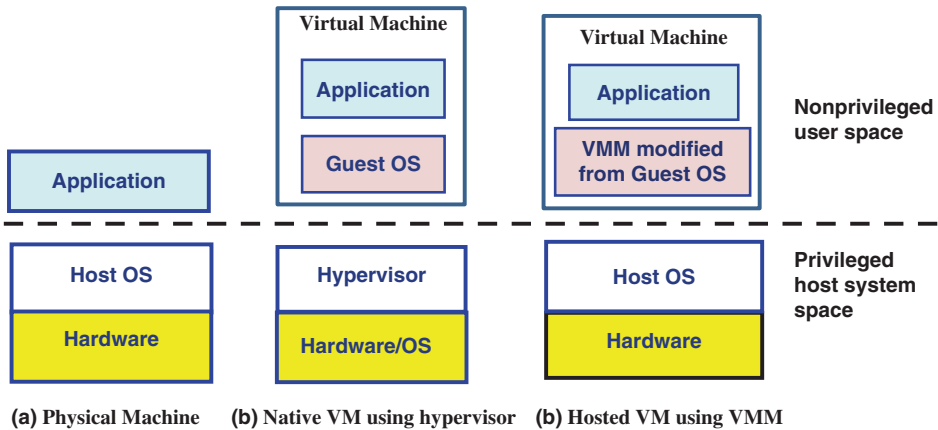 Application
Host OS
Hardware
(a) Physical Machine
Virtual Machine
Application
Guest OS
Hypervisor
Hardware/OS
(b) Native VM using hypervisor
Virtual Machine
Application
VMM modified
from Guest OS
Host OS
Hardware
(b) Hosted VM using VMM
Nonprivileged
user space
Privileged
host system
space